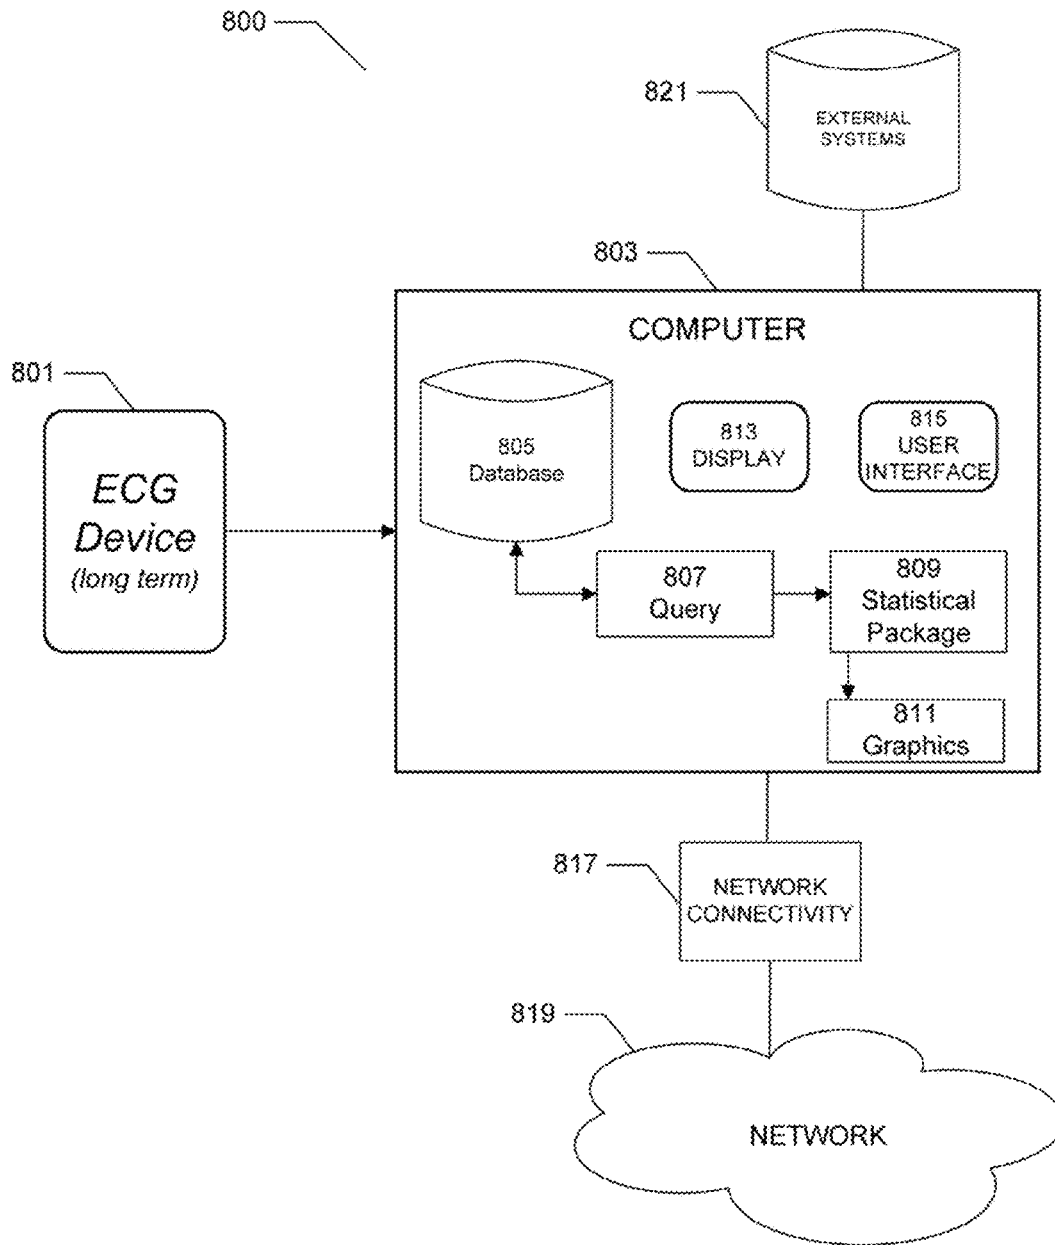 800
821
EXTERNAL
SYSTEMS
803
COMPUTER
801
ECG
Device
(long term)
805
Database
813
DISPLAY
815
USER
INTERFACE
807
Query
809
Statistical
Package
811
Graphics
817
NETWORK
CONNECTIVITY
819
NETWORK